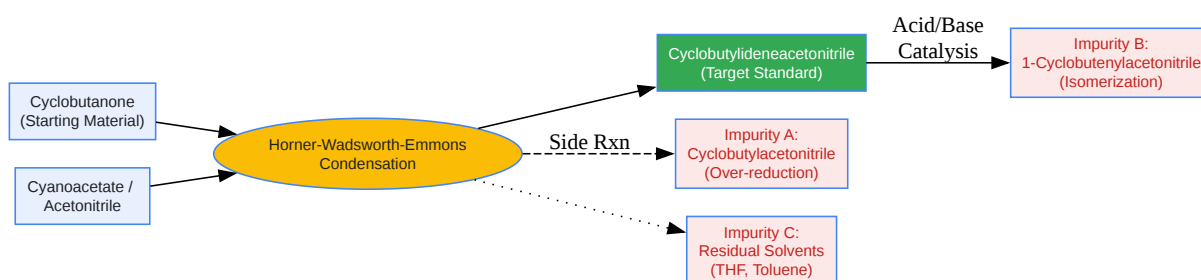 Cyclobutanone
(Starting Material)
Cyanoacetate /
Acetonitrile
Horner-Wadsworth-Emmons
Condensation
Side Rxn
Cyclobutylideneacetonitrile
(Target Standard)
Acid/Base
Catalysis
Impurity B:
1-Cyclobutenylacetonitrile
(Isomerization)
Impurity A:
Cyclobutylacetonitrile
(Over-reduction)
Impurity C:
Residual Solvents
(THF, Toluene)